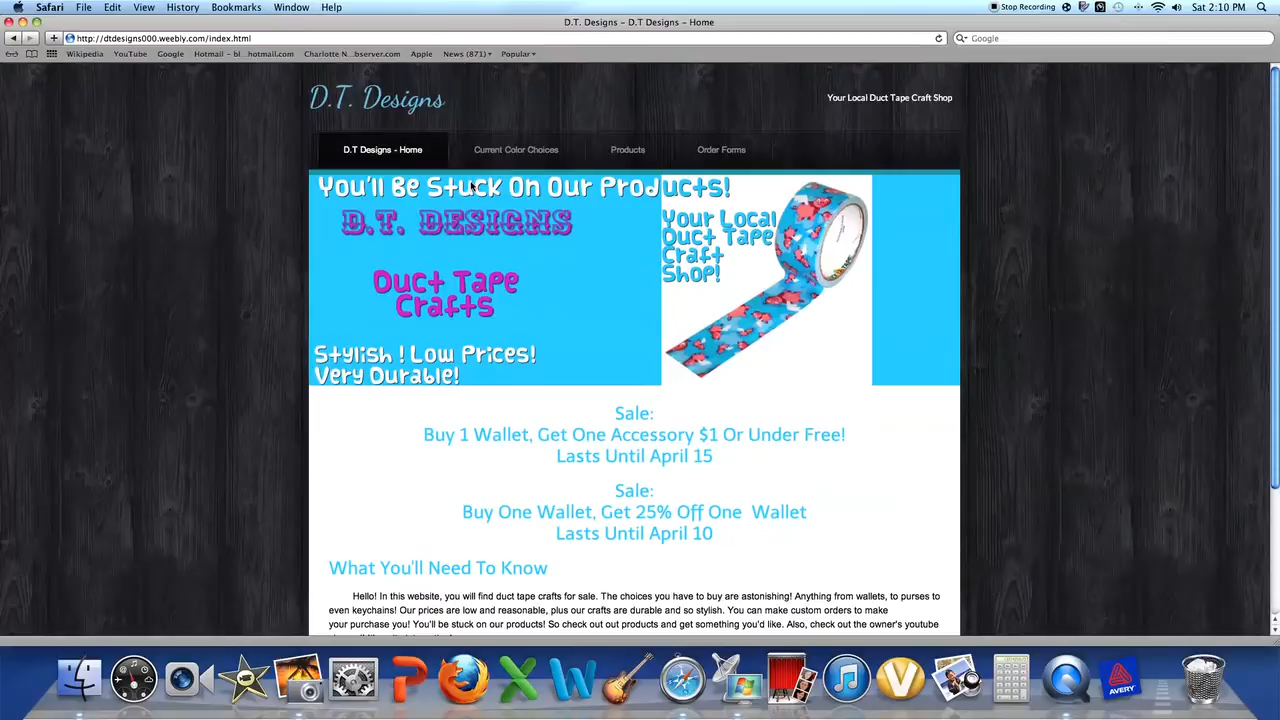 Safari File Edit View History Bookmarks Window Help Stop Recording Sat 2:10 PM
D.T. Designs - D.T Designs - Home
http://dtdesigns000.weebly.com/index.html Google
Wikipedia YouTube Google Hotmail - bl hotmail.com Charlotte N...bserver.com Apple News (871) Popular
D.T. Designs
Your Local Duct Tape Craft Shop
D.T Designs - Home Current Color Choices Products Order Forms
You'll Be Stuck On Our Products!
D.T. DESIGNS
Duct Tape
Crafts
Stylish ! Low Prices!
Very Durable!
Your Local
Duct Tape
Craft
Shop!
Sale:
Buy 1 Wallet, Get One Accessory $1 Or Under Free!
Lasts Until April 15
Sale:
Buy One Wallet, Get 25% Off One Wallet
Lasts Until April 10
What You'll Need To Know
Hello! In this website, you will find duct tape crafts for sale. The choices you have to buy are astonishing! Anything from wallets, to purses to
even keychains! Our prices are low and reasonable, plus our crafts are durable and so stylish. You can make custom orders to make
your purchase you! You'll be stuck on our products! So check out out products and get something you'd like. Also, check out the owner's youtube
AVERY